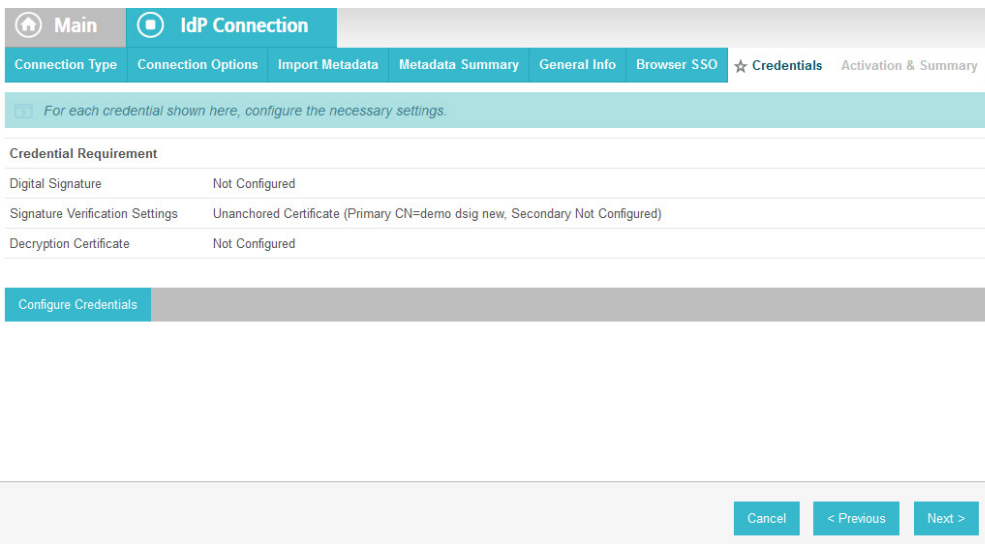 Main IdP Connection
Connection Type Connection Options Import Metadata Metadata Summary General Info Browser SSO Credentials Activation & Summary
For each credential shown here, configure the necessary settings.
Credential Requirement
Digital Signature Not Configured
Signature Verification Settings Unanchored Certificate (Primary CN=demo dsig new, Secondary Not Configured)
Decryption Certificate Not Configured
Configure Credentials
Cancel < Previous Next >